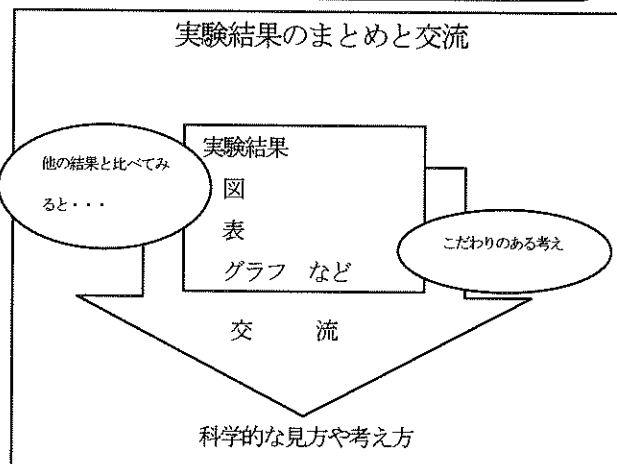 実験結果のまとめと交流
他の結果と比べてみ
ると・・・
実験結果
図
表
グラフ など
こだわりのある考え
交 流
科学的な見方や考え方